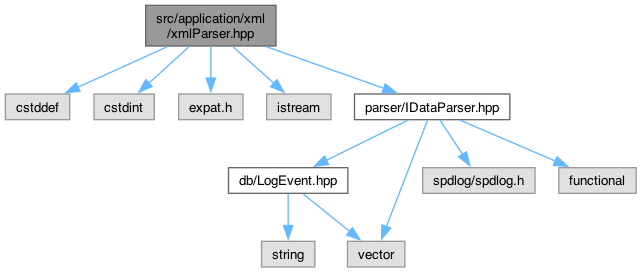 src/application/xml
/xmlParser.hpp
cstddef
cstdint
expat.h
istream
parser/IDataParser.hpp
db/LogEvent.hpp
spdlog/spdlog.h
functional
string
vector